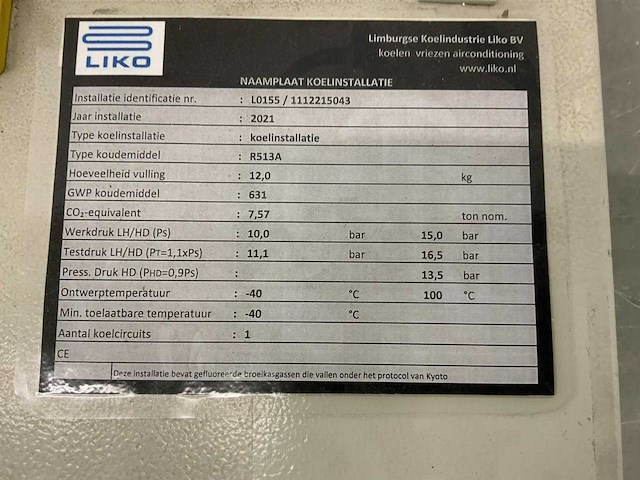 LIKO
Limburgse Koelindustrie Liko BV
koelen vriezen airconditioning
www.liko.nl
NAAMPLAAT KOELINSTALLATIE
Installatie identificatie nr. : L0155 / 1112215043
Jaar installatie : 2021
Type koelinstallatie : koelinstallatie
Type koudemiddel : R513A
Hoeveelheid vulling : 12,0 kg
GWP koudemiddel : 631
CO₂-equivalent : 7,57 ton nom.
Werkdruk LH/HD (Ps) : 10,0 bar 15,0 bar
Testdruk LH/HD (PT=1,1xPs) : 11,1 bar 16,5 bar
Press. Druk HD (PHD=0,9Ps) : 13,5 bar
Ontwerptemperatuur : -40 °C 100 °C
Min. toelaatbare temperatuur : -40 °C
Aantal koelcircuits : 1
CE
Deze installatie bevat gefluoreerde broeikasgassen die vallen onder het protocol van Kyoto